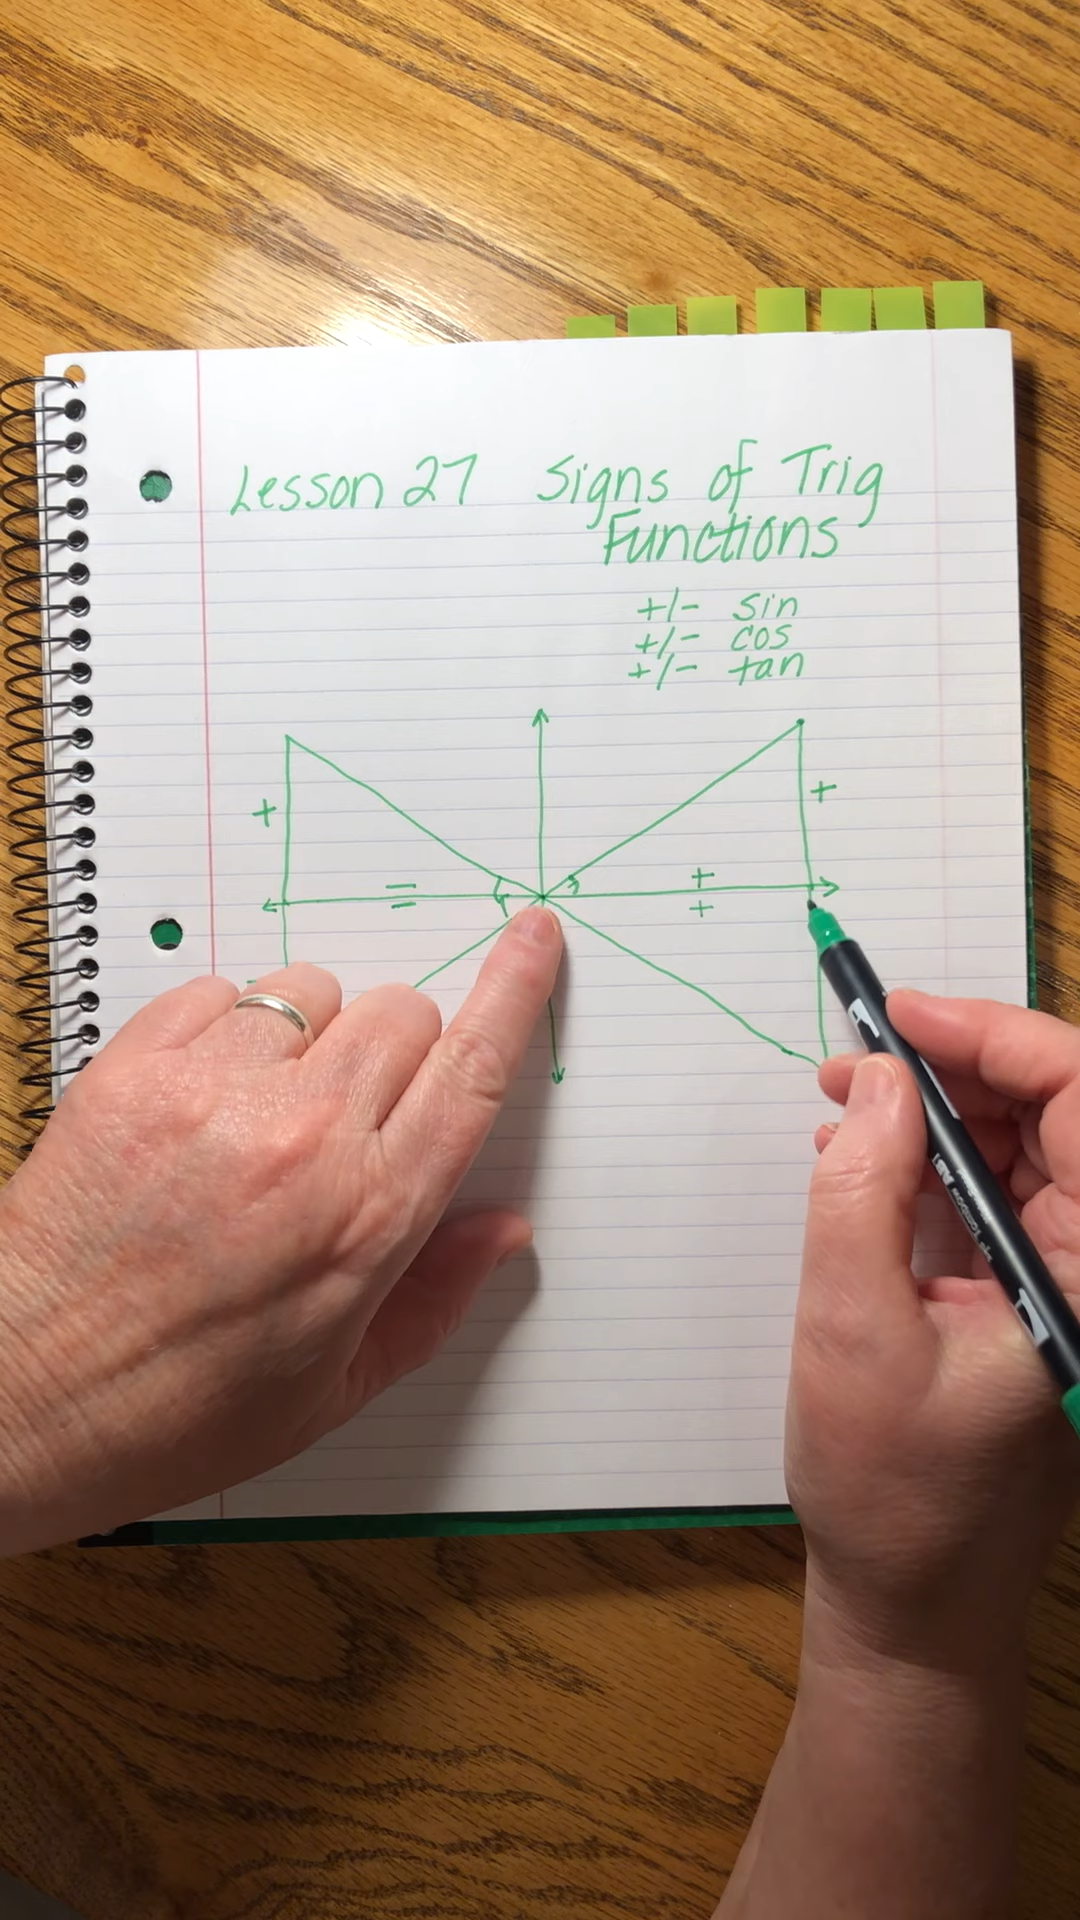 Lesson 27 Signs of Trig
Functions
+/- sin
+/- cos
+/- tan
+ +
= +
+